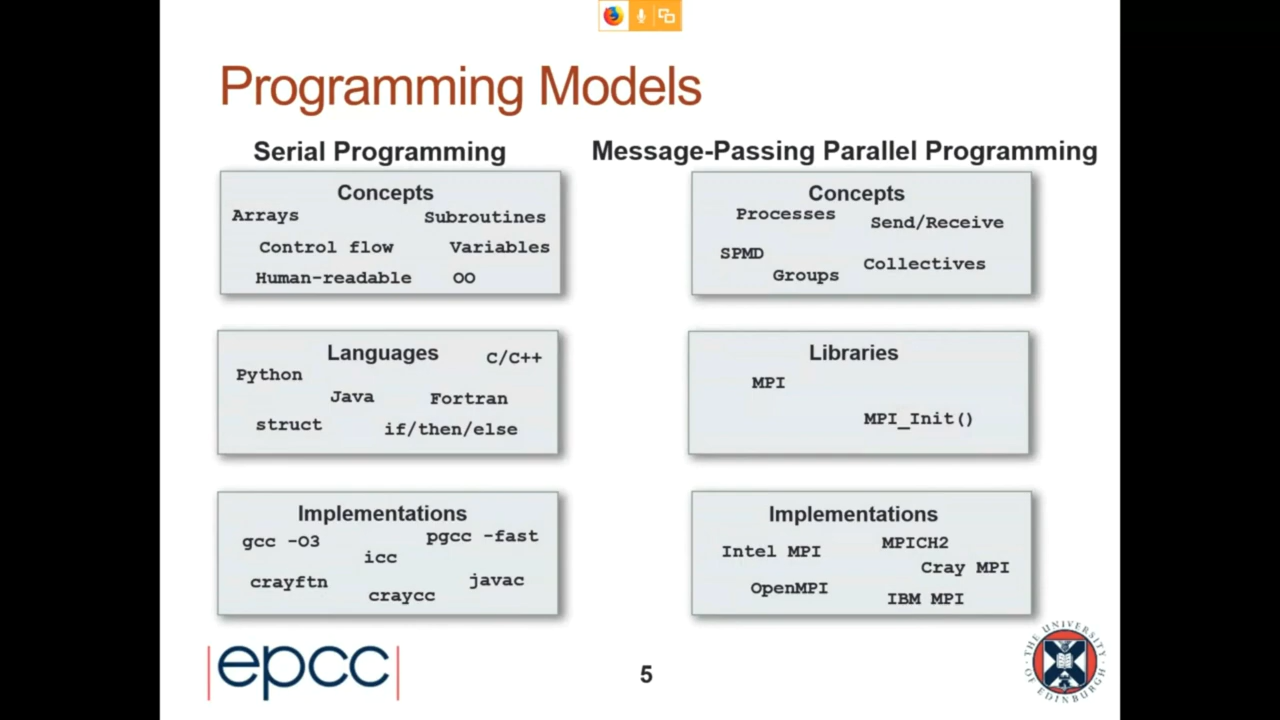 Programming Models
Serial Programming
Concepts
Arrays
Subroutines
Control flow
Variables
Human-readable
OO
Languages
C/C++
Python
Java
Fortran
struct
if/then/else
Implementations
gcc -O3
pgcc -fast
icc
crayftn
javac
craycc
Message-Passing Parallel Programming
Concepts
Processes
Send/Receive
SPMD
Collectives
Groups
Libraries
MPI
MPI_Init()
Implementations
Intel MPI
MPICH2
Cray MPI
OpenMPI
IBM MPI
epcc
5
THE UNIVERSITY OF EDINBURGH